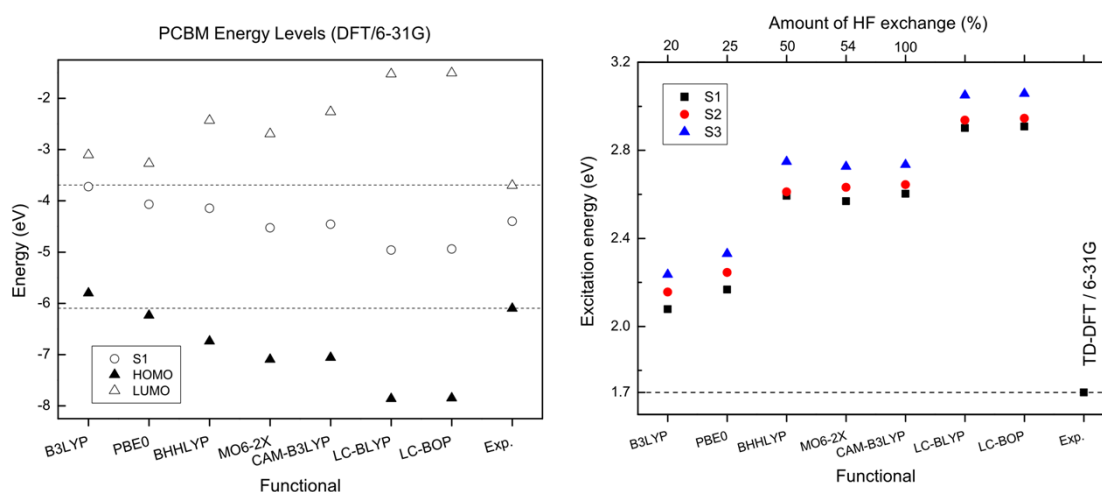 PCBM Energy Levels (DFT/6-31G)
-2
-3
-4
-5
-6
-7
-8
Energy (eV)
S1
HOMO
LUMO
B3LYP
PBE0
BHHLYP
MO6-2X
CAM-B3LYP
LC-BLYP
LC-BOP
Exp.
Functional
Amount of HF exchange (%)
20
25
50
54
100
3.2
2.8
2.4
2.0
1.7
Excitation energy (eV)
S1
S2
S3
TD-DFT / 6-31G
B3LYP
PBE0
BHHLYP
MO6-2X
CAM-B3LYP
LC-BLYP
LC-BOP
Exp.
Functional